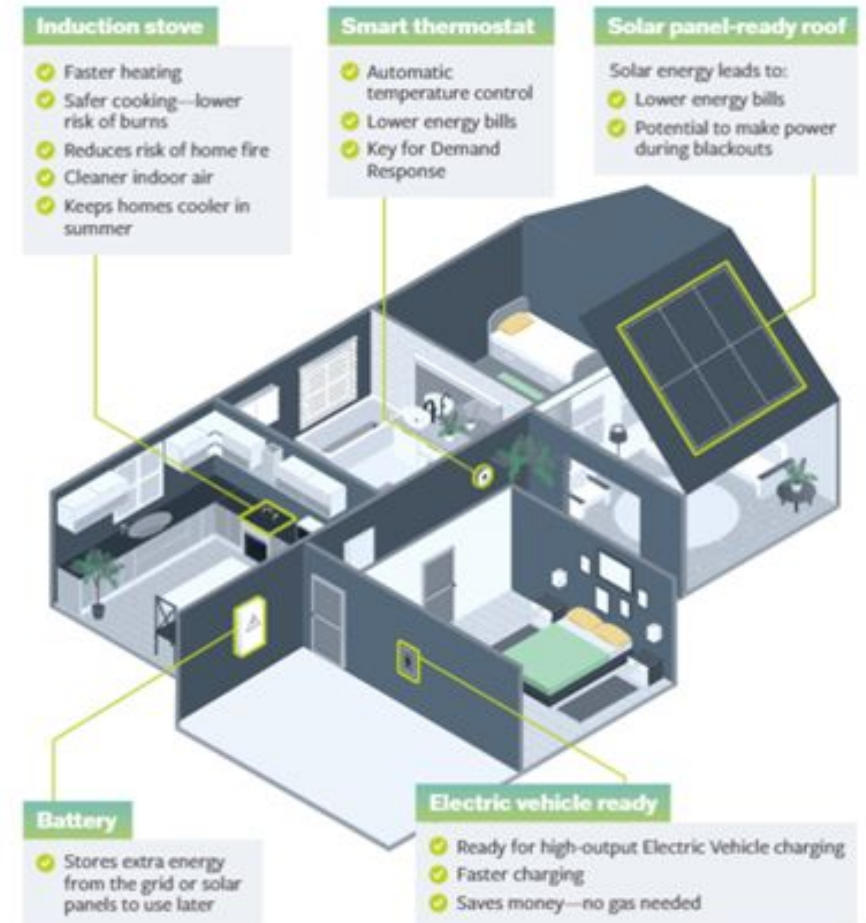 Induction stove
Faster heating
Safer cooking—lower
risk of burns
Reduces risk of home fire
Cleaner indoor air
Keeps homes cooler in
summer
Smart thermostat
Automatic
temperature control
Lower energy bills
Key for Demand
Response
Solar panel-ready roof
Solar energy leads to:
Lower energy bills
Potential to make power
during blackouts
Battery
Stores extra energy
from the grid or solar
panels to use later
Electric vehicle ready
Ready for high-output Electric Vehicle charging
Faster charging
Saves money—no gas needed